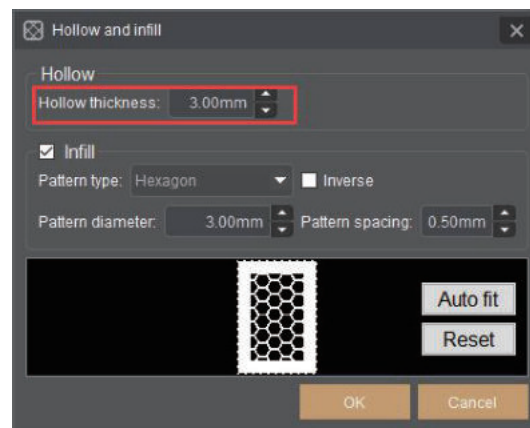 Hollow and infill
Hollow
Hollow thickness: 3.00mm
Infill
Pattern type: Hexagon Inverse
Pattern diameter: 3.00mm Pattern spacing: 0.50mm
Auto fit
Reset
OK Cancel